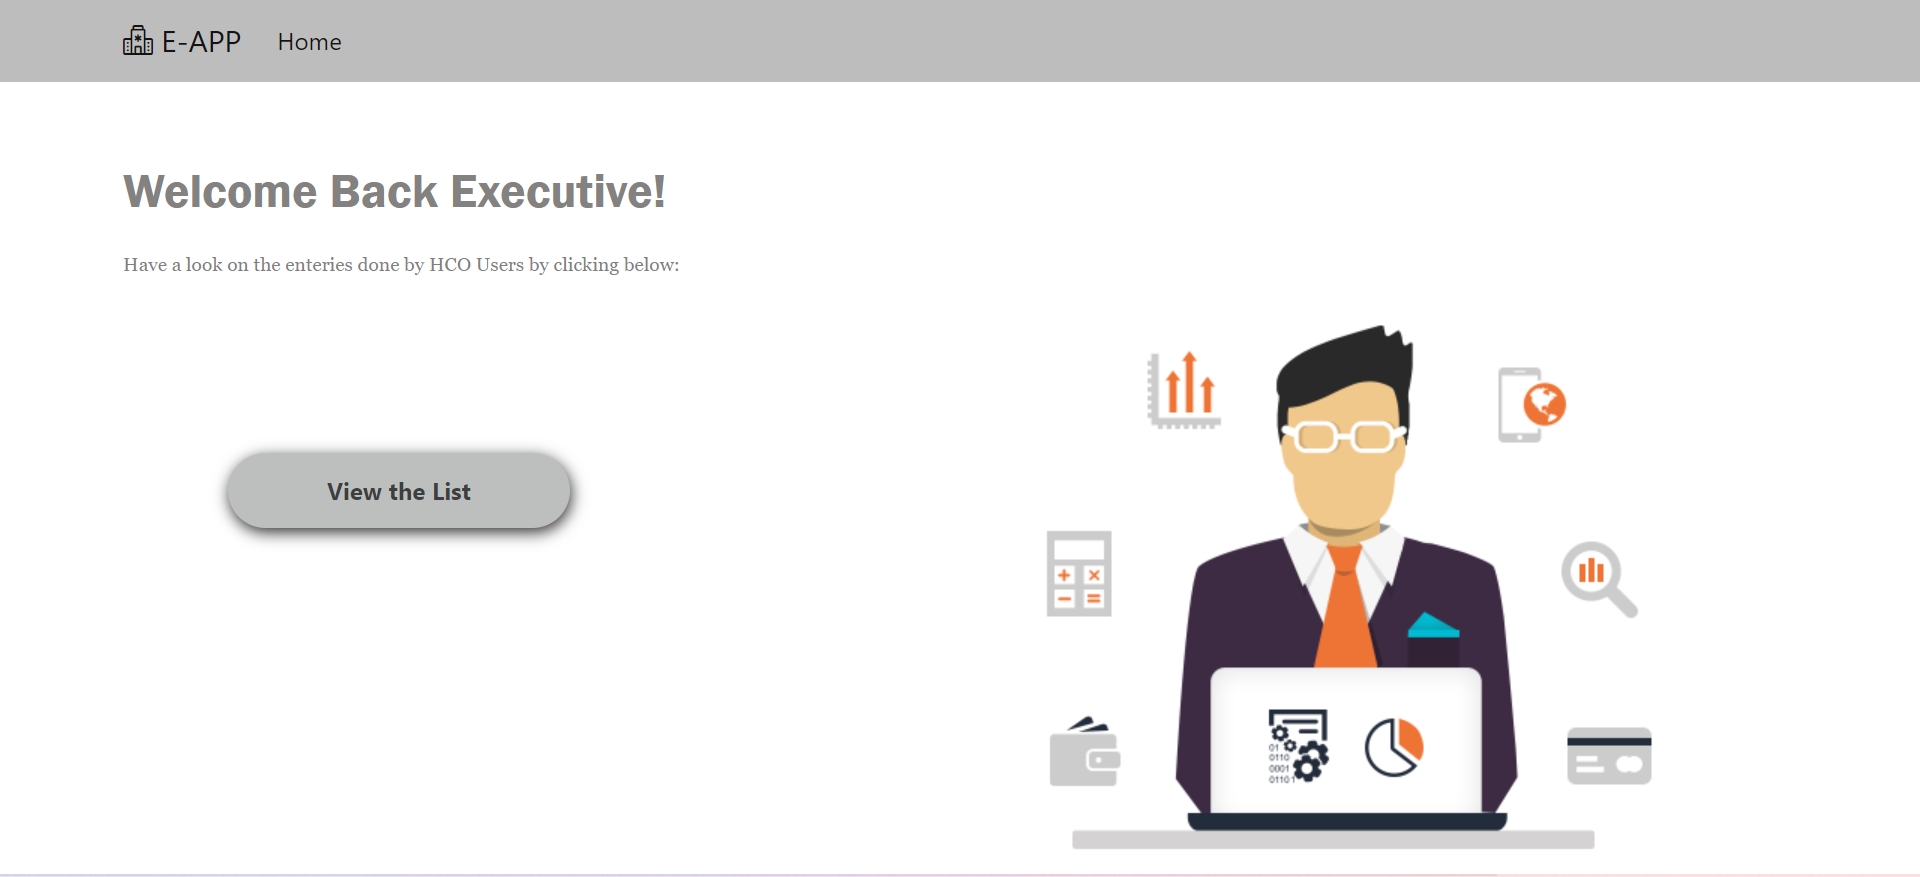 E-APP Home
Welcome Back Executive!
Have a look on the enteries done by HCO Users by clicking below:
View the List
01
0110
0001
01101